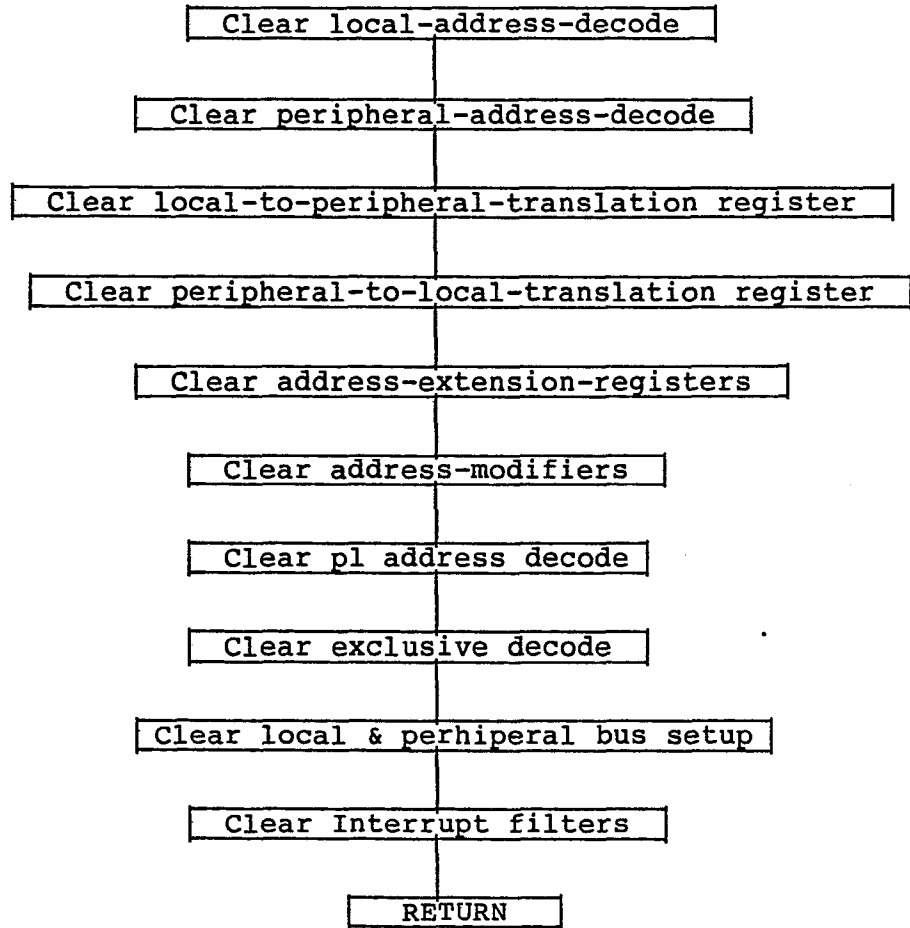 Clear local-address-decode
Clear peripheral-address-decode
Clear local-to-peripheral-translation register
Clear peripheral-to-local-translation register
Clear address-extension-registers
Clear address-modifiers
Clear pl address decode
Clear exclusive decode
Clear local & perhiperal bus setup
Clear Interrupt filters
RETURN